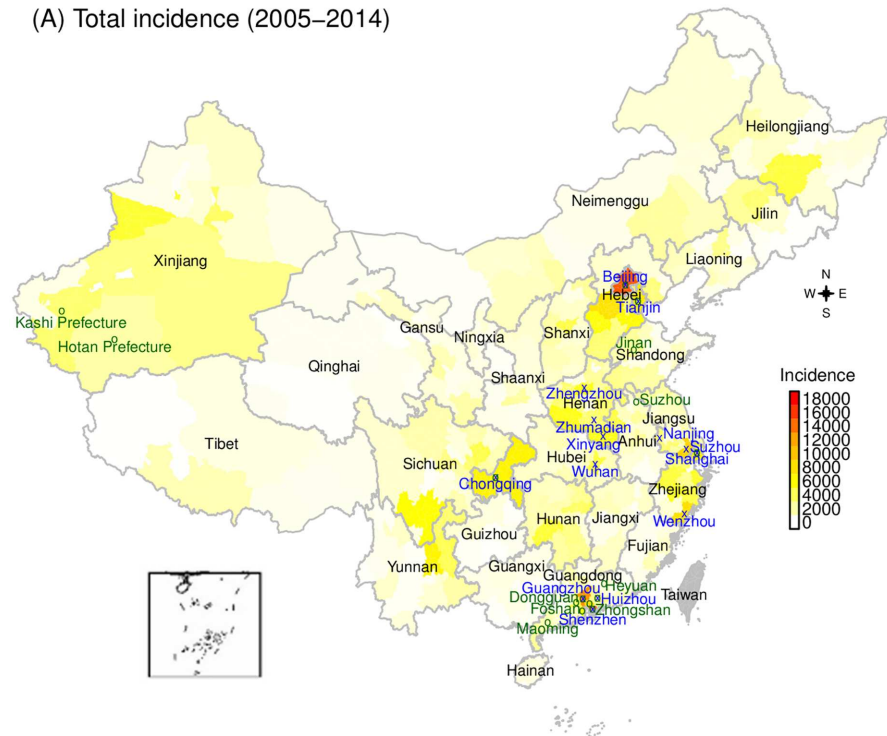 (A) Total incidence (2005−2014)
Heilongjiang
Neimenggu
Jilin
Liaoning
Xinjiang
Beijing
Hebei
Tianjin
N
W E
S
Kashi Prefecture
Hotan Prefecture
Gansu
Ningxia
Shanxi
Jinan
Shandong
Qinghai
Shaanxi
Incidence
18000
16000
14000
12000
10000
8000
6000
4000
2000
0
Zhengzhou
Henan
Suzhou
Jiangsu
Zhumadian
Nanjing
Tibet
Xinyang
Anhui
Suzhou
Sichuan
Hubei
Shanghai
Wuhan
Chongqing
Zhejiang
Hunan
Jiangxi
Wenzhou
Guizhou
Fujian
Yunnan
Guangxi
Guangdong
Guangzhou
Heyuan
Taiwan
Dongguan
Huizhou
Foshan
Zhongshan
Shenzhen
Maoming
Hainan